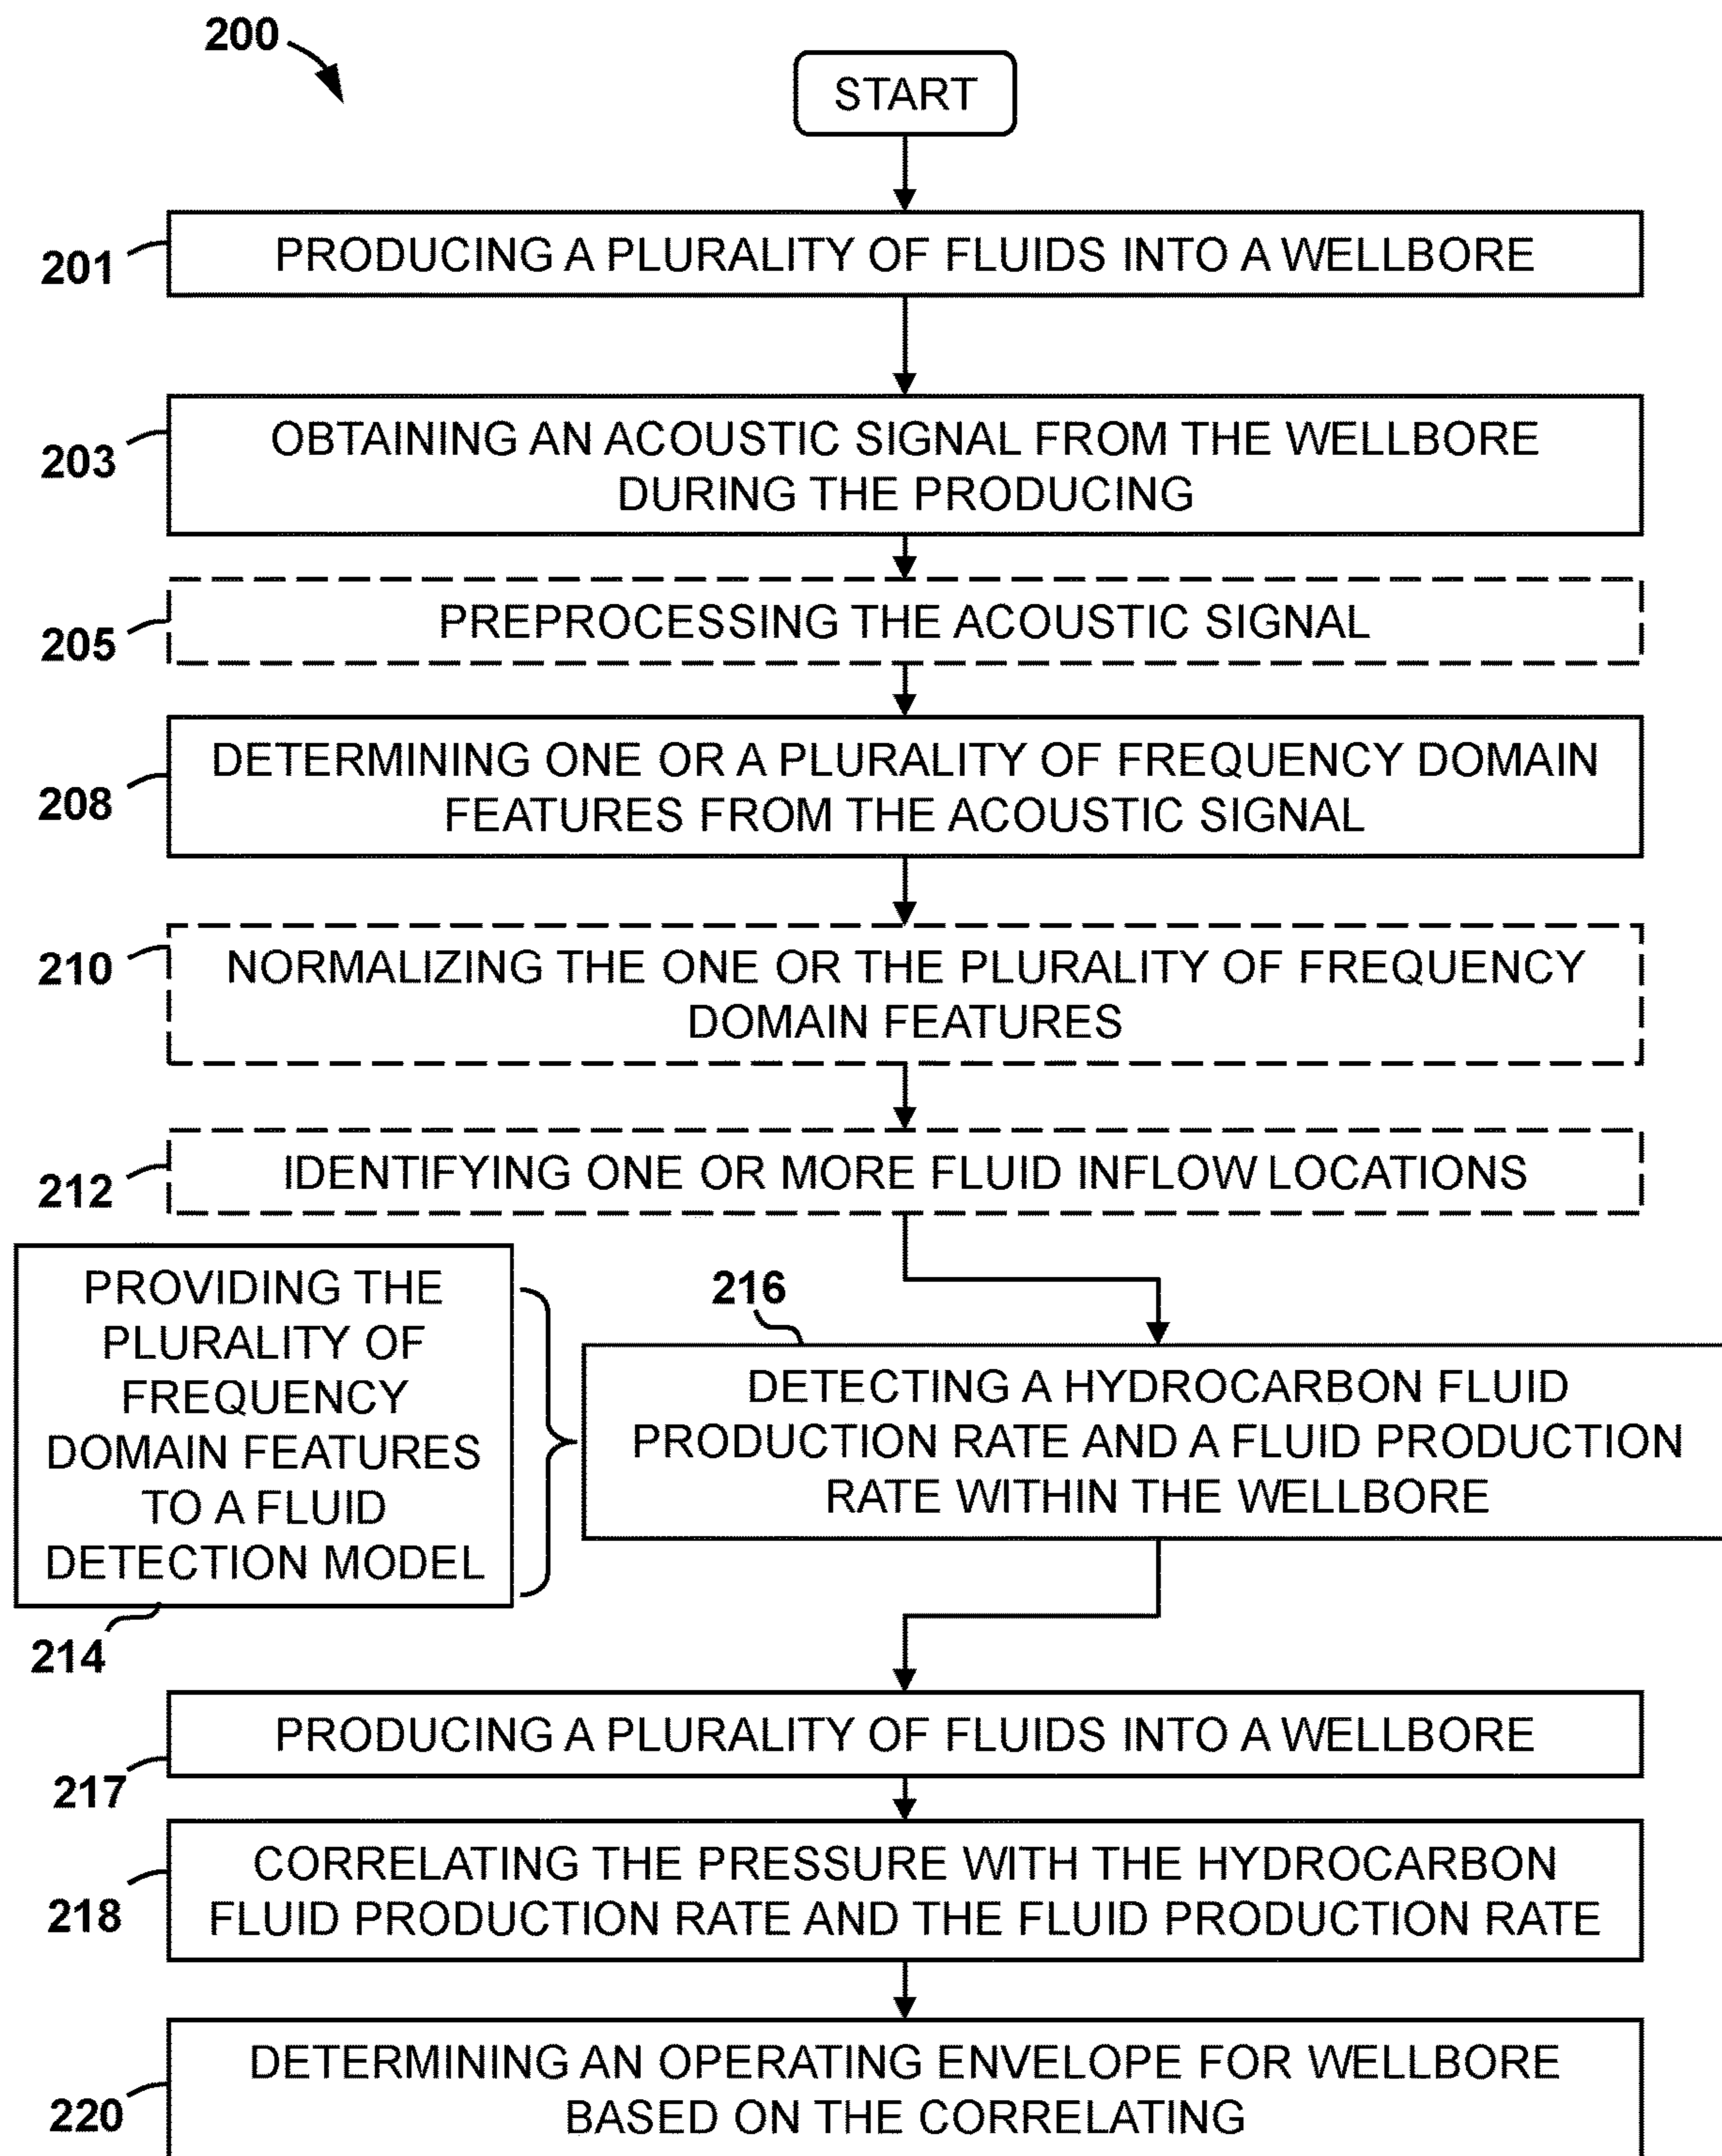 200
START
201
PRODUCING A PLURALITY OF FLUIDS INTO A WELLBORE
203
OBTAINING AN ACOUSTIC SIGNAL FROM THE WELLBORE
DURING THE PRODUCING
205
PREPROCESSING THE ACOUSTIC SIGNAL
208
DETERMINING ONE OR A PLURALITY OF FREQUENCY DOMAIN
FEATURES FROM THE ACOUSTIC SIGNAL
210
NORMALIZING THE ONE OR THE PLURALITY OF FREQUENCY
DOMAIN FEATURES
212
IDENTIFYING ONE OR MORE FLUID INFLOW LOCATIONS
PROVIDING THE
PLURALITY OF
FREQUENCY
DOMAIN FEATURES
TO A FLUID
DETECTION MODEL
214
216
DETECTING A HYDROCARBON FLUID
PRODUCTION RATE AND A FLUID PRODUCTION
RATE WITHIN THE WELLBORE
PRODUCING A PLURALITY OF FLUIDS INTO A WELLBORE
217
CORRELATING THE PRESSURE WITH THE HYDROCARBON
FLUID PRODUCTION RATE AND THE FLUID PRODUCTION RATE
218
DETERMINING AN OPERATING ENVELOPE FOR WELLBORE
BASED ON THE CORRELATING
220